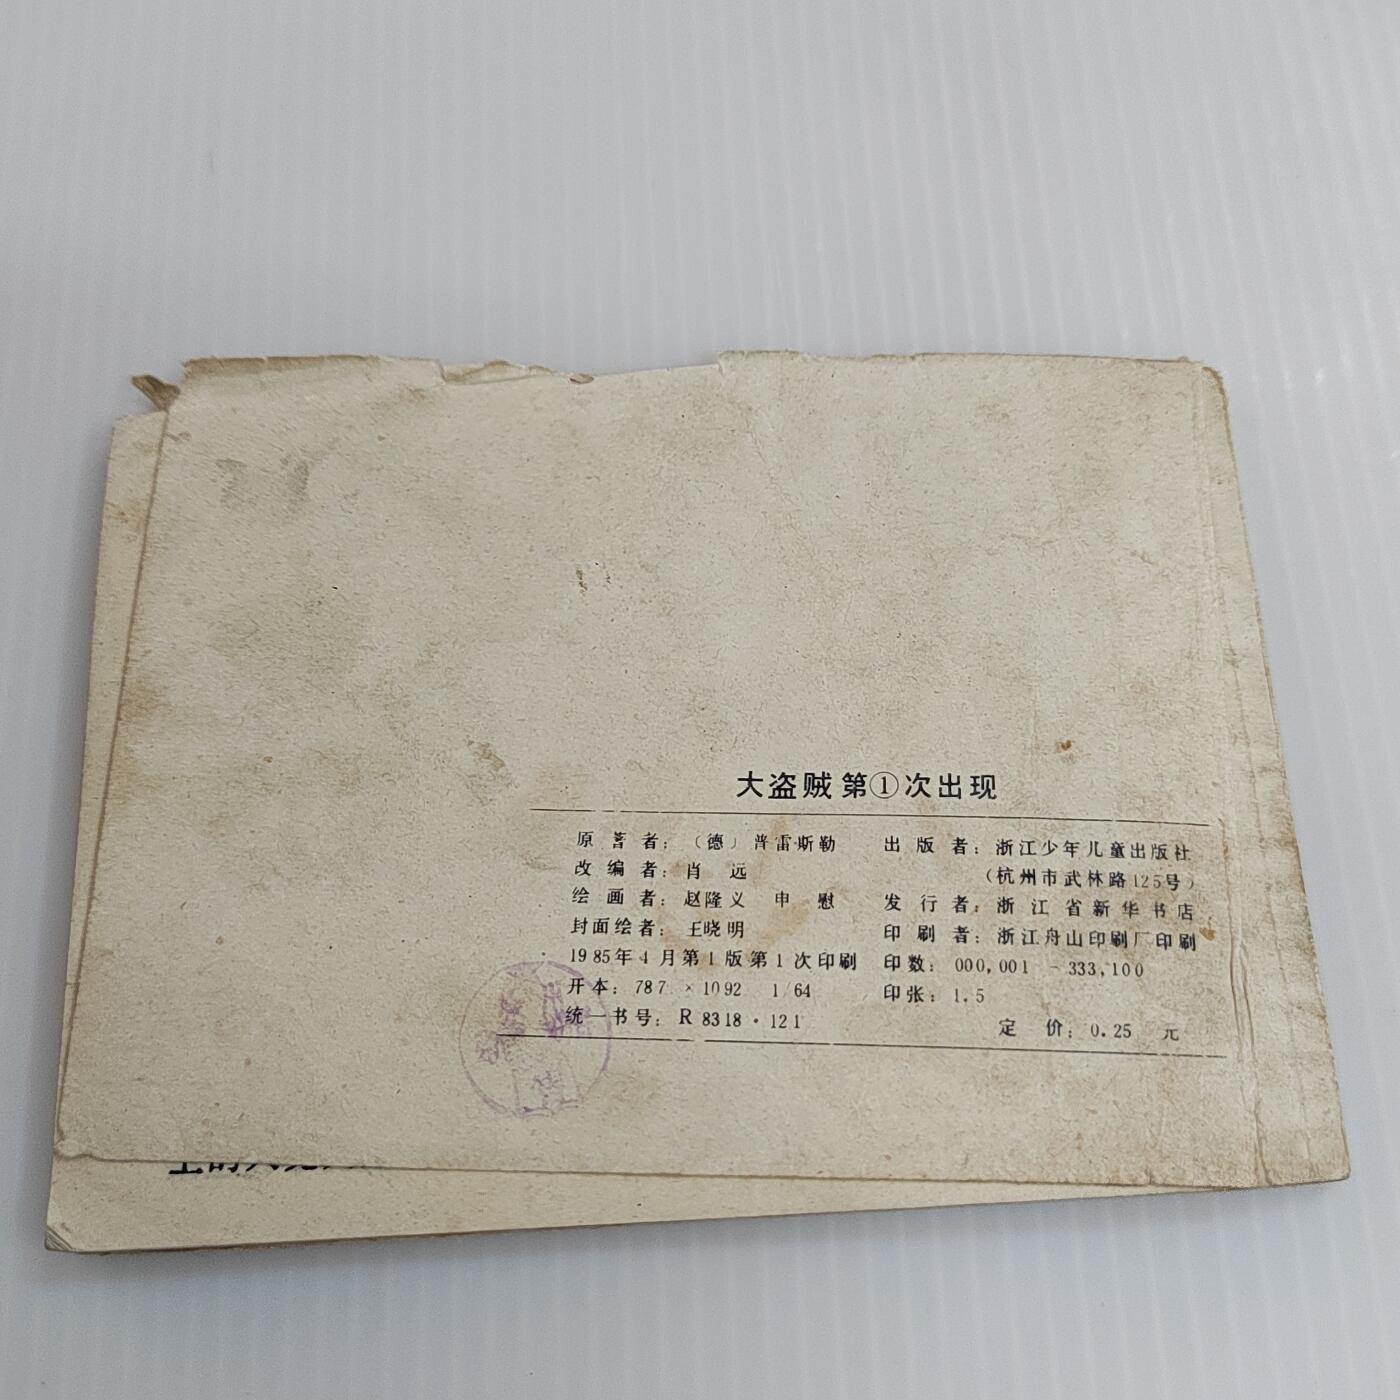 大盗贼第①次出现
原著者：（德）普雷斯勒
改编者：肖 远
绘画者：赵隆义 申 慰
封面绘者：王晓明
1985年4月第1版第1次印刷
开本：787×1092 1/64
统一书号：R8318·121
出版者：浙江少年儿童出版社
（杭州市武林路125号）
发行者：浙江省新华书店
印刷者：浙江舟山印刷厂印刷
印数：000,001－333,100
印张：1.5
定 价：0.25 元